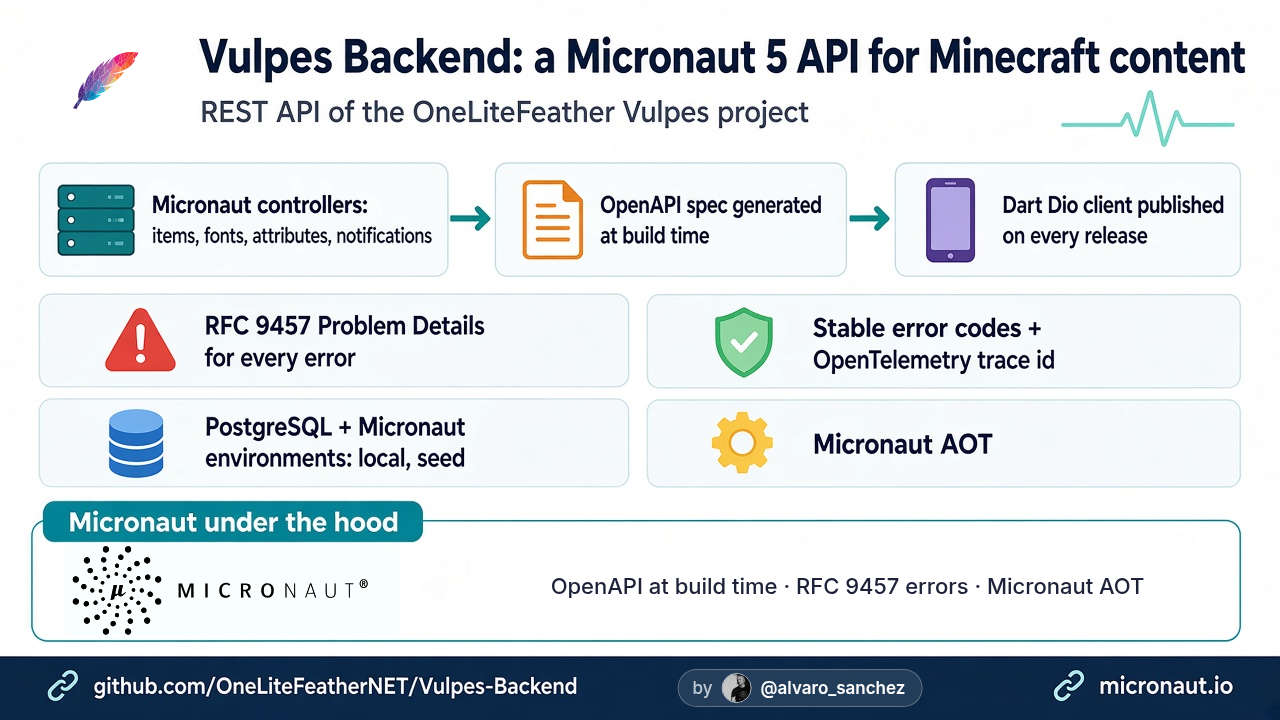 Vulpes Backend: a Micronaut 5 API for Minecraft content
REST API of the OneLiteFeather Vulpes project
Micronaut controllers:
items, fonts, attributes, notifications
OpenAPI spec generated
at build time
Dart Dio client published
on every release
RFC 9457 Problem Details
for every error
Stable error codes +
OpenTelemetry trace id
PostgreSQL + Micronaut
environments: local, seed
Micronaut AOT
Micronaut under the hood
μ MICRONAUT®
OpenAPI at build time · RFC 9457 errors · Micronaut AOT
github.com/OneLiteFeatherNET/Vulpes-Backend
by @alvaro_sanchez
micronaut.io